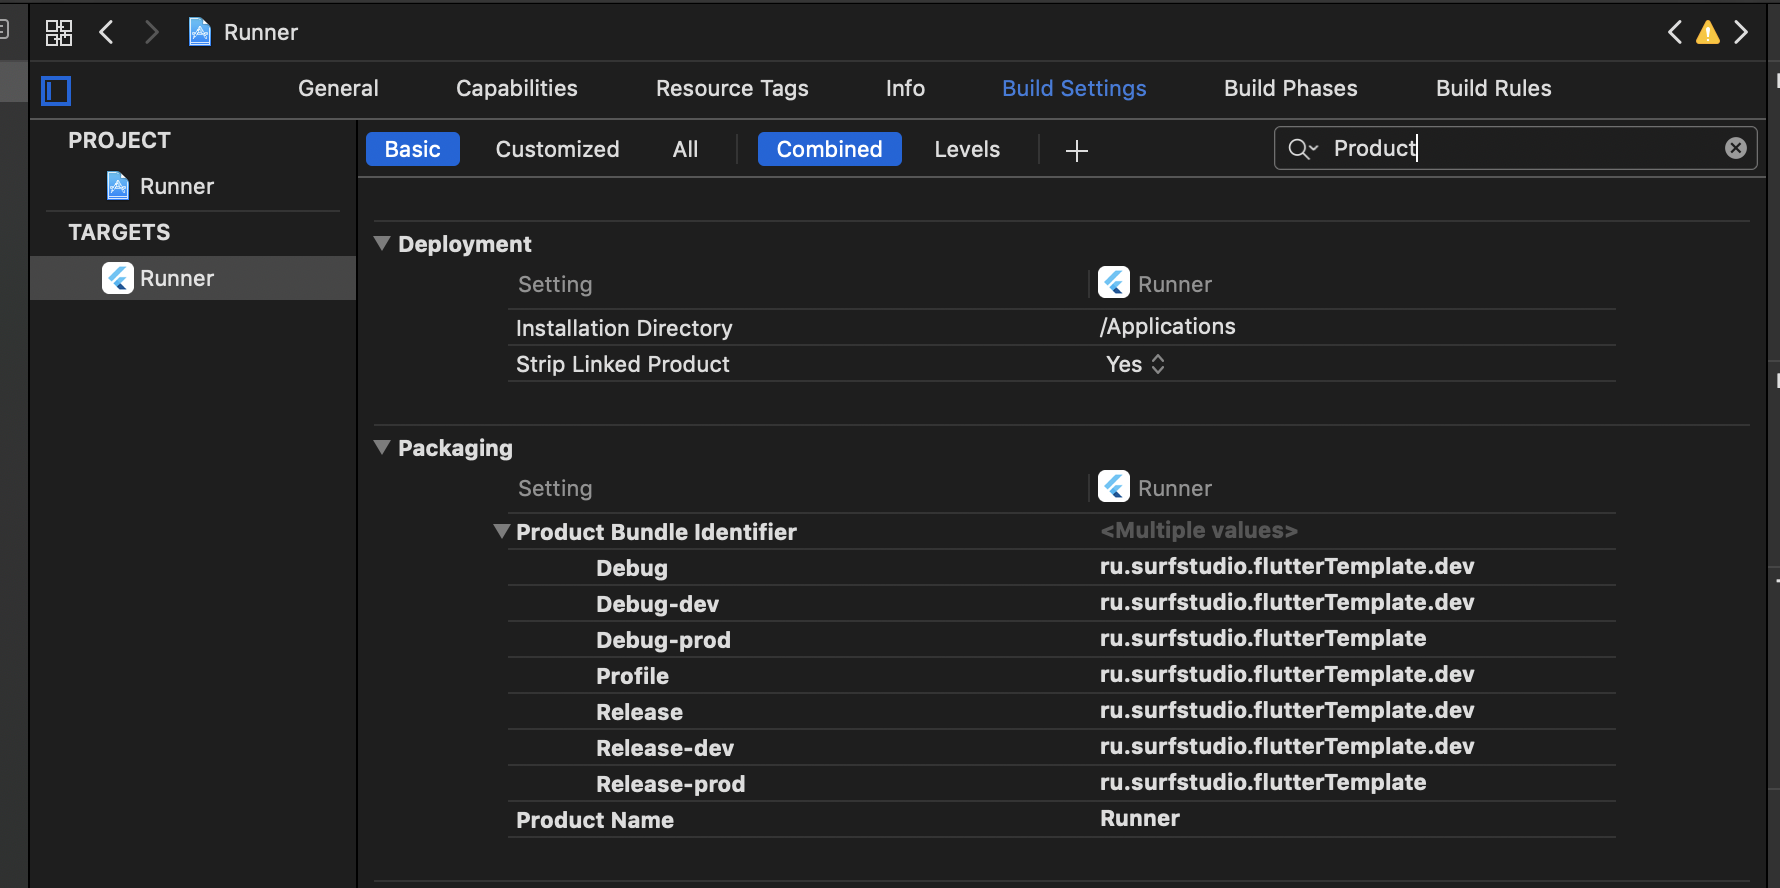 Runner
General Capabilities Resource Tags Info Build Settings Build Phases Build Rules
PROJECT
Runner
TARGETS
Runner
Basic Customized All Combined Levels Product
Deployment
Setting Runner
Installation Directory /Applications
Strip Linked Product Yes
Packaging
Setting Runner
Product Bundle Identifier <Multiple values>
Debug ru.surfstudio.flutterTemplate.dev
Debug-dev ru.surfstudio.flutterTemplate.dev
Debug-prod ru.surfstudio.flutterTemplate
Profile ru.surfstudio.flutterTemplate.dev
Release ru.surfstudio.flutterTemplate.dev
Release-dev ru.surfstudio.flutterTemplate.dev
Release-prod ru.surfstudio.flutterTemplate
Product Name Runner